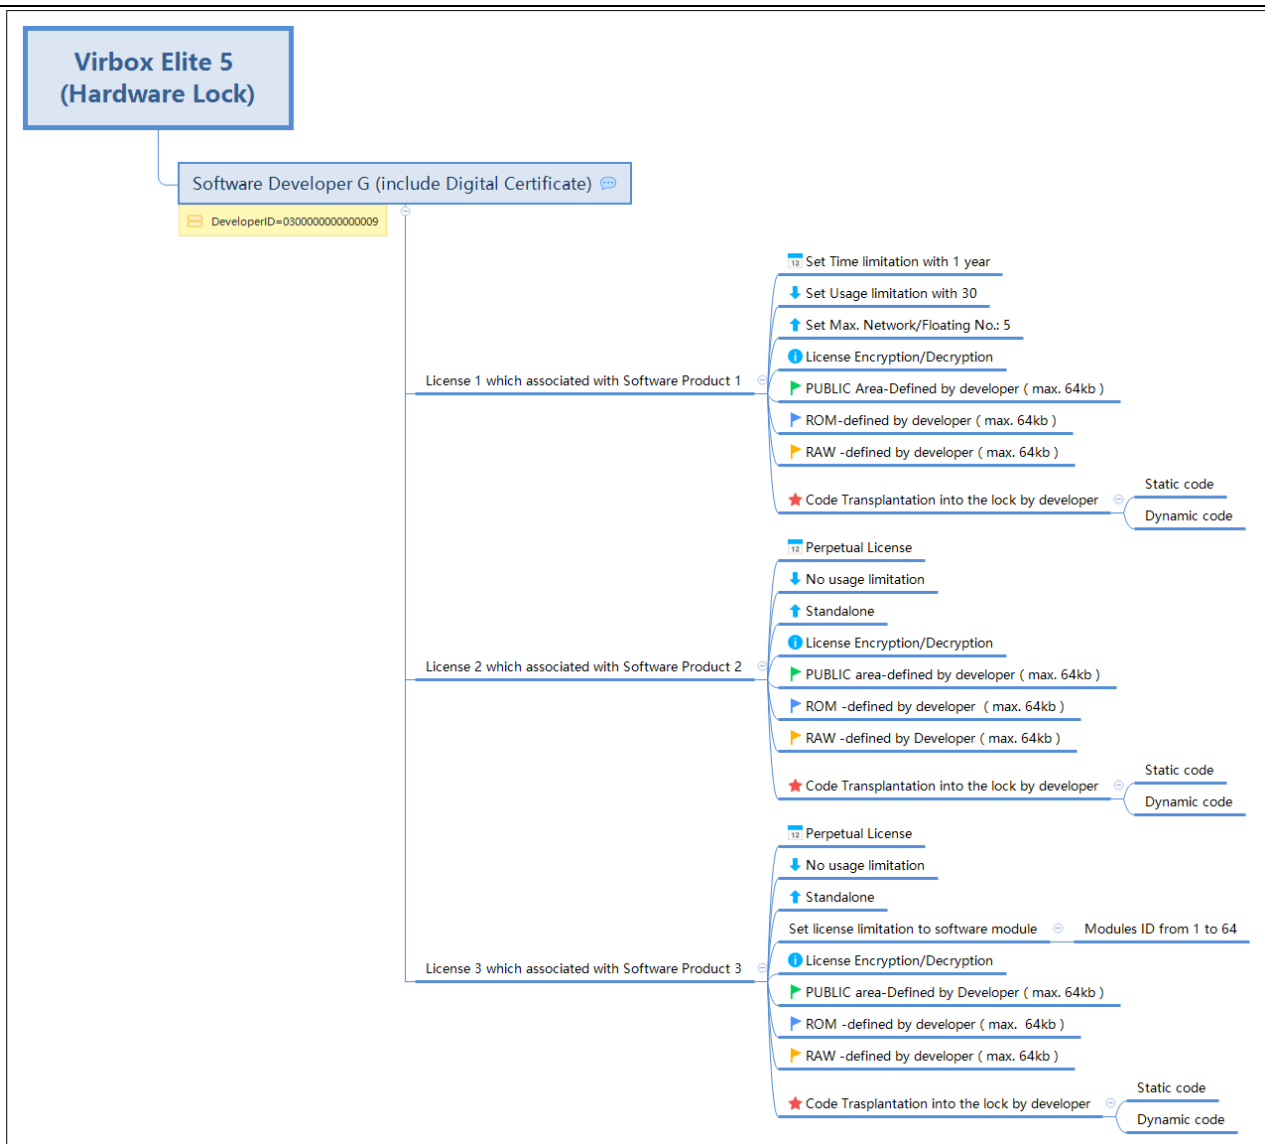 Virbox Elite 5
(Hardware Lock)
Software Developer G (include Digital Certificate)
DeveloperID=0300000000000009
License 1 which associated with Software Product 1
12 Set Time limitation with 1 year
Set Usage limitation with 30
Set Max. Network/Floating No.: 5
License Encryption/Decryption
PUBLIC Area-Defined by developer ( max. 64kb )
ROM-defined by developer ( max. 64kb )
RAW -defined by developer ( max. 64kb )
Code Transplantation into the lock by developer
Static code
Dynamic code
License 2 which associated with Software Product 2
12 Perpetual License
No usage limitation
Standalone
License Encryption/Decryption
PUBLIC area-defined by developer ( max. 64kb )
ROM -defined by developer  ( max. 64kb )
RAW -defined by Developer ( max. 64kb )
Code Transplantation into the lock by developer
Static code
Dynamic code
License 3 which associated with Software Product 3
12 Perpetual License
No usage limitation
Standalone
Set license limitation to software module
Modules ID from 1 to 64
License Encryption/Decryption
PUBLIC area-Defined by Developer ( max. 64kb )
ROM -defined by developer ( max.  64kb )
RAW -defined by developer ( max. 64kb )
Code Trasplantation into the lock by developer
Static code
Dynamic code